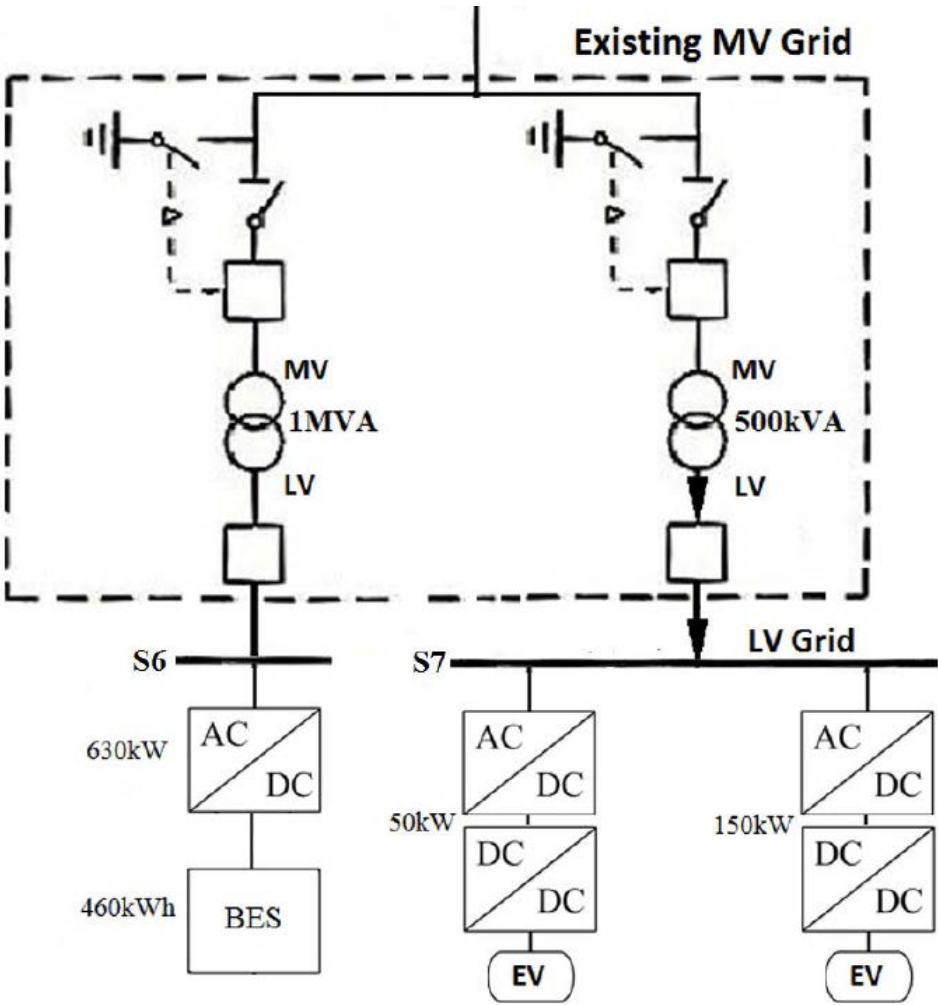 Existing MV Grid
MV
1MVA
LV
MV
500kVA
LV
LV Grid
S6
S7
630kW
AC
DC
460kWh
BES
50kW
AC
DC
DC
DC
EV
150kW
AC
DC
DC
DC
EV